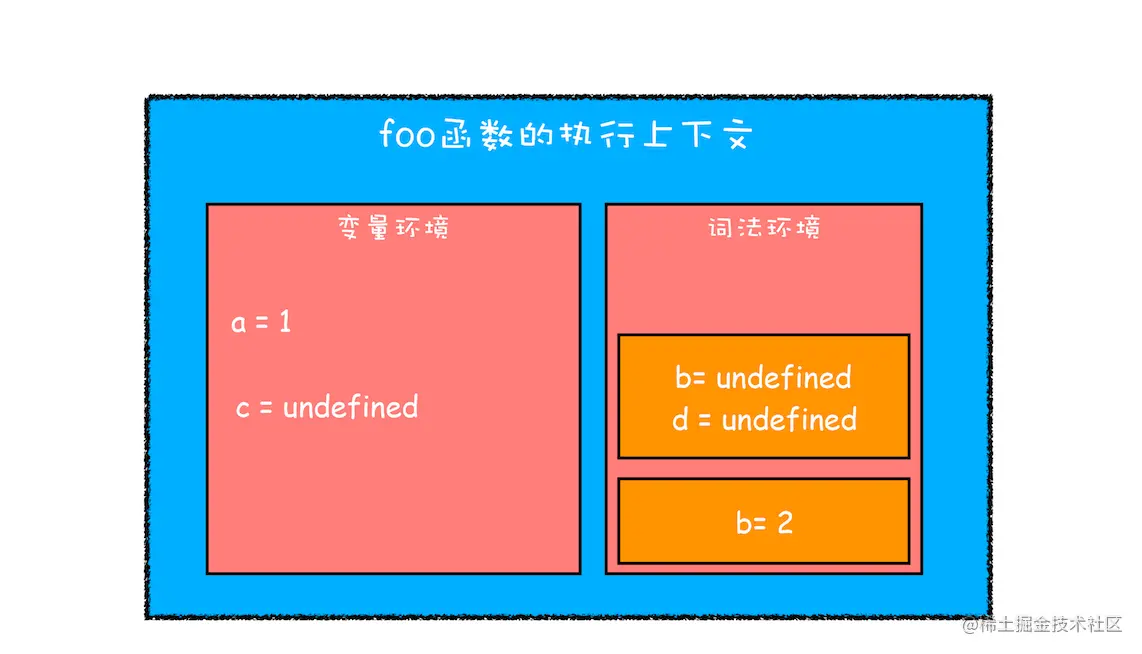 foo函数的执行上下文
变量环境
a = 1
c = undefined
词法环境
b= undefined
d = undefined
b= 2
@稀土掘金技术社区